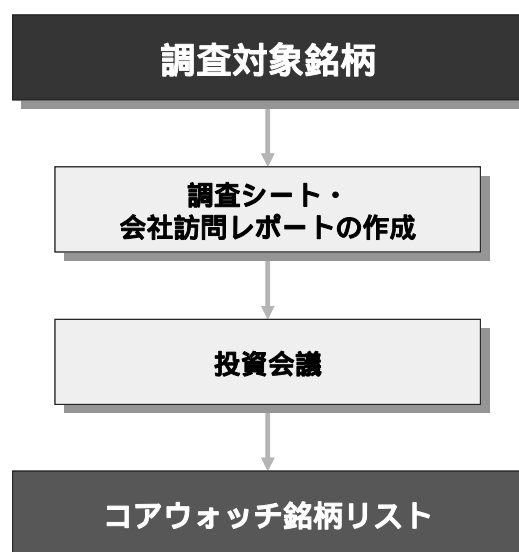 調査対象銘柄
調査シート・
会社訪問レポートの作成
投資会議
コアウォッチ銘柄リスト